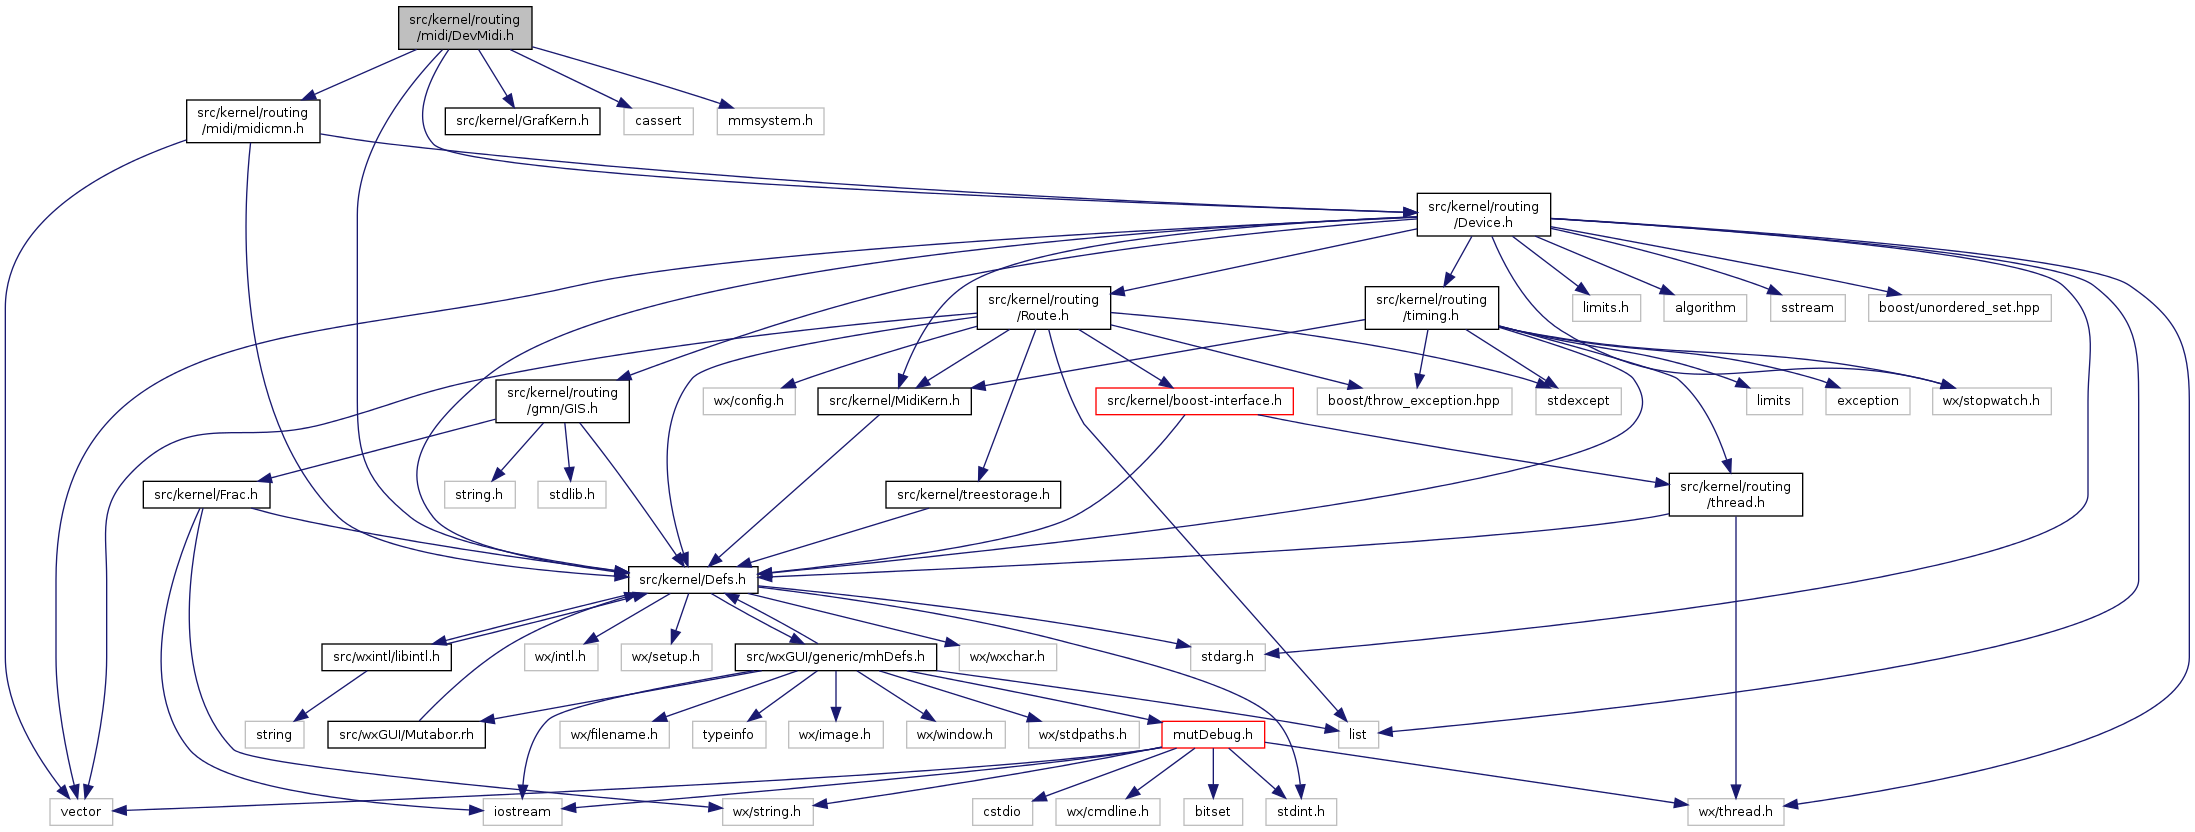 src/kernel/routing
/midi/DevMidi.h
src/kernel/routing
/midi/midicmn.h
src/kernel/GrafKern.h
cassert
mmsystem.h
src/kernel/routing
/Device.h
src/kernel/routing
/Route.h
src/kernel/routing
/timing.h
limits.h
algorithm
sstream
boost/unordered_set.hpp
src/kernel/routing
/gmn/GIS.h
wx/config.h
src/kernel/MidiKern.h
src/kernel/boost-interface.h
boost/throw_exception.hpp
stdexcept
limits
exception
wx/stopwatch.h
src/kernel/Frac.h
string.h
stdlib.h
src/kernel/treestorage.h
src/kernel/routing
/thread.h
src/kernel/Defs.h
src/wxintl/libintl.h
wx/intl.h
wx/setup.h
src/wxGUI/generic/mhDefs.h
wx/wxchar.h
stdarg.h
string
src/wxGUI/Mutabor.rh
wx/filename.h
typeinfo
wx/image.h
wx/window.h
wx/stdpaths.h
mutDebug.h
list
vector
iostream
wx/string.h
cstdio
wx/cmdline.h
bitset
stdint.h
wx/thread.h